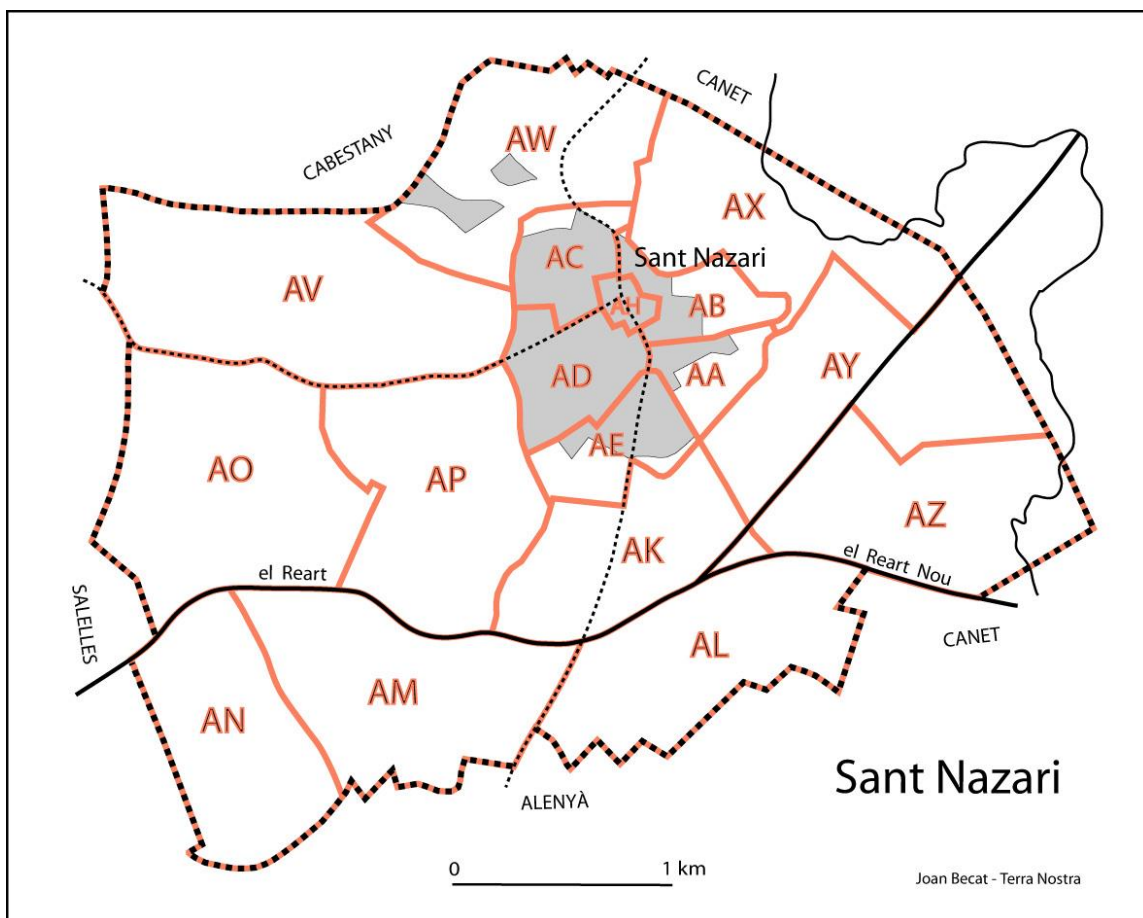 CANET
CABESTANY
AW
AX
AC
Sant Nazari
AV
AH
AB
AD
AA
AY
AE
AO
AP
AZ
AK
el Reart Nou
el Reart
SALELLES
CANET
AL
AM
AN
Sant Nazari
ALENYÀ
0 1 km
Joan Becat - Terra Nostra